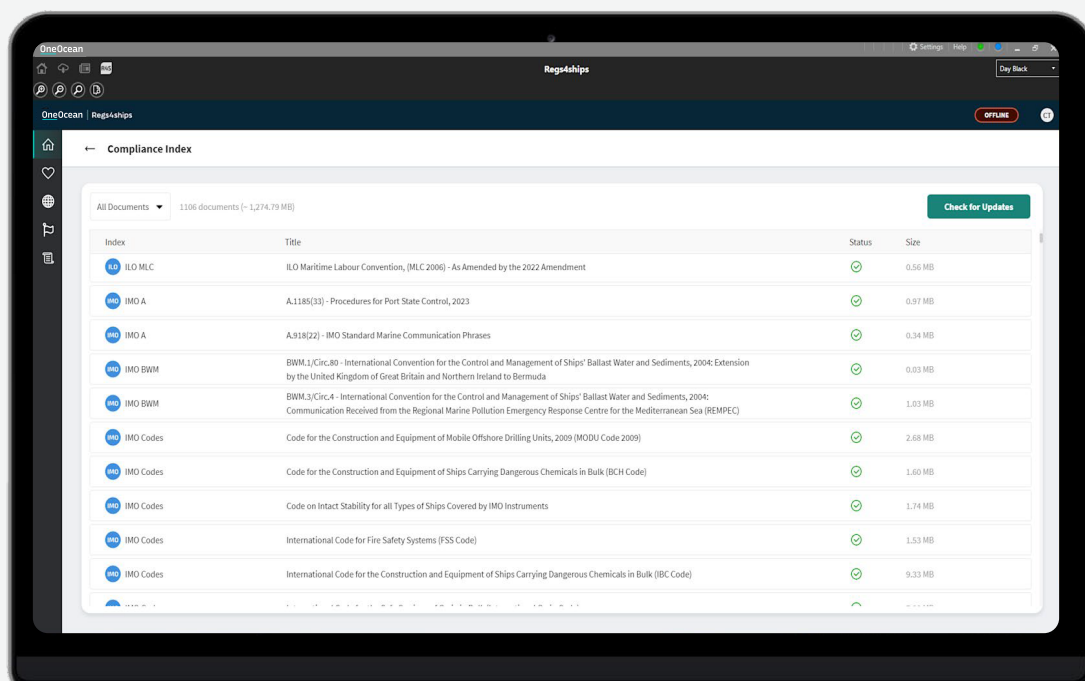 OneOcean
Settings Help
R4S
Regs4ships
Day Black
OneOcean | Regs4ships
OFFLINE
CT
← Compliance Index
All Documents
1106 documents (~ 1,274.79 MB)
Check for Updates
Index Title Status Size
ILO ILO MLC ILO Maritime Labour Convention, (MLC 2006) - As Amended by the 2022 Amendment 0.56 MB
IMO IMO A A.1185(33) - Procedures for Port State Control, 2023 0.97 MB
IMO IMO A A.918(22) - IMO Standard Marine Communication Phrases 0.34 MB
IMO IMO BWM BWM.1/Circ.80 - International Convention for the Control and Management of Ships' Ballast Water and Sediments, 2004: Extension 0.03 MB
by the United Kingdom of Great Britain and Northern Ireland to Bermuda
IMO IMO BWM BWM.3/Circ.4 - International Convention for the Control and Management of Ships' Ballast Water and Sediments, 2004: 1.03 MB
Communication Received from the Regional Marine Pollution Emergency Response Centre for the Mediterranean Sea (REMPEC)
IMO IMO Codes Code for the Construction and Equipment of Mobile Offshore Drilling Units, 2009 (MODU Code 2009) 2.68 MB
IMO IMO Codes Code for the Construction and Equipment of Ships Carrying Dangerous Chemicals in Bulk (BCH Code) 1.60 MB
IMO IMO Codes Code on Intact Stability for all Types of Ships Covered by IMO Instruments 1.74 MB
IMO IMO Codes International Code for Fire Safety Systems (FSS Code) 1.53 MB
IMO IMO Codes International Code for the Construction and Equipment of Ships Carrying Dangerous Chemicals in Bulk (IBC Code) 9.33 MB